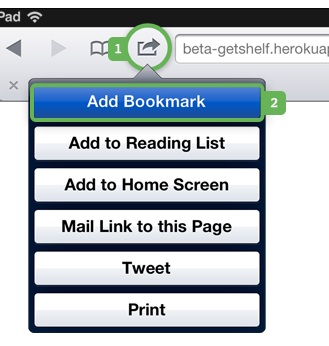 Pad
1
beta-getshelf.herokuap
Add Bookmark
2
Add to Reading List
Add to Home Screen
Mail Link to this Page
Tweet
Print